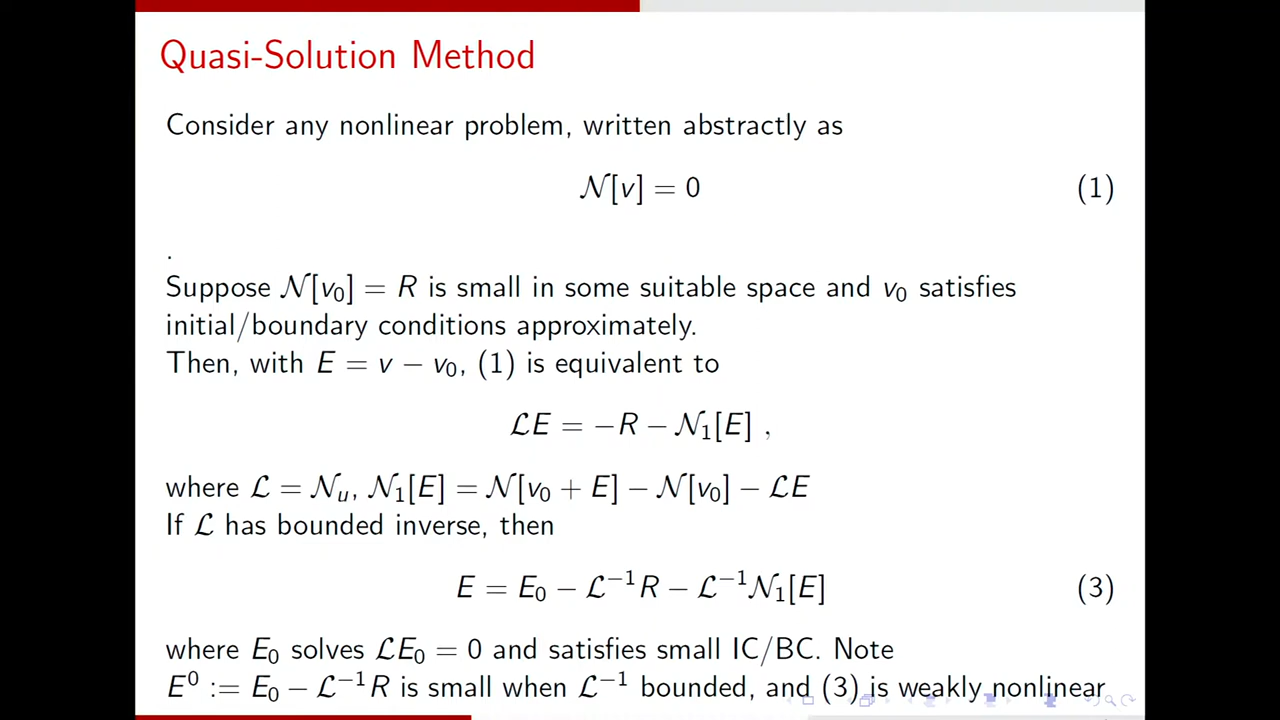 Quasi-Solution Method
Consider any nonlinear problem, written abstractly as
𝒩[v] = 0 (1)
.
Suppose 𝒩[v₀] = R is small in some suitable space and v₀ satisfies
initial/boundary conditions approximately.
Then, with E = v − v₀, (1) is equivalent to
ℒE = −R − 𝒩₁[E] ,
where ℒ = 𝒩ᵤ, 𝒩₁[E] = 𝒩[v₀ + E] − 𝒩[v₀] − ℒE
If ℒ has bounded inverse, then
E = E₀ − ℒ⁻¹R − ℒ⁻¹𝒩₁[E] (3)
where E₀ solves ℒE₀ = 0 and satisfies small IC/BC. Note
E⁰ := E₀ − ℒ⁻¹R is small when ℒ⁻¹ bounded, and (3) is weakly nonlinear